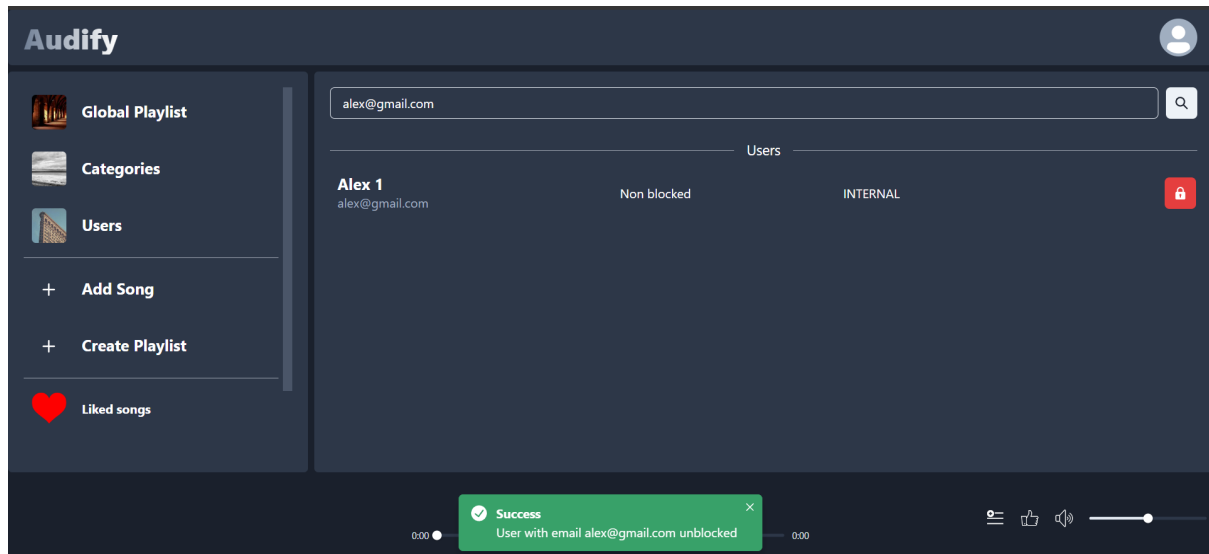 Audify
Global Playlist
Categories
Users
Add Song
Create Playlist
Liked songs
alex@gmail.com
Users
Alex 1
alex@gmail.com
Non blocked
INTERNAL
Success
User with email alex@gmail.com unblocked
0:00
0:00